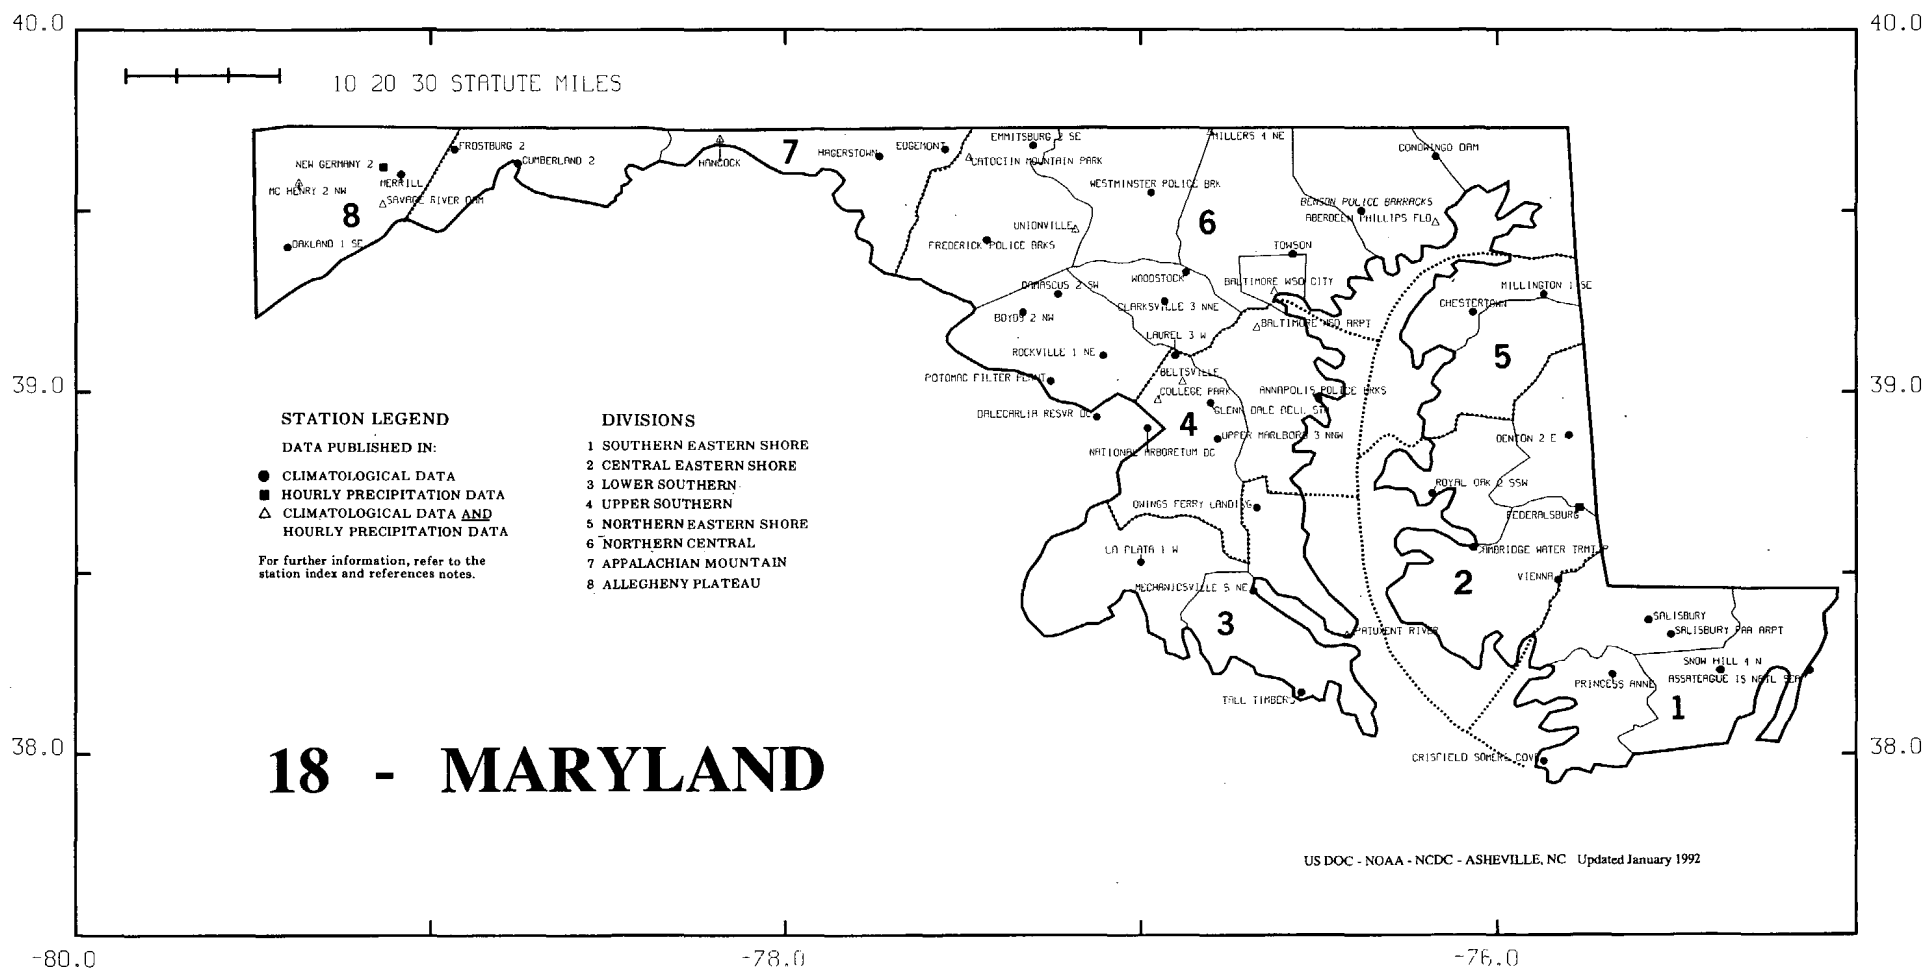 40.0
40.0
10 20 30 STATUTE MILES
EMMITSBURG 2 SE
MILLERS 4 NE
FROSTBURG 2
EDGEMONT
CONOWINGO DAM
NEW GERMANY 2
CUMBERLAND 2
HANCOCK
7
HAGERSTOWN
CATOCTIN MOUNTAIN PARK
MERRILL
MC HENRY 2 NW
WESTMINSTER POLICE BRK
SAVAGE RIVER DAM
BENSON POLICE BARRACKS
8
6
ABERDEEN PHILLIPS FLD
UNIONVILLE
OAKLAND 1 SE
FREDERICK POLICE BRKS
TOWSON
WOODSTOCK
BALTIMORE WSO CITY
DAMASCUS 2 SW
MILLINGTON 1 SE
CLARKSVILLE 3 NNE
CHESTERTOWN
BOYDS 2 NW
BALTIMORE WSO ARPT
LAUREL 3 W
ROCKVILLE 1 NE
5
39.0
POTOMAC FILTER PLANT
BELTSVILLE
39.0
COLLEGE PARK
ANNAPOLIS POLICE BRKS
DALECARLIA RESVR DC
GLENN DALE BELL STN
4
UPPER MARLBORO 3 NNW
DENTON 2 E
NATIONAL ARBORETUM DC
ROYAL OAK 2 SSW
OWINGS FERRY LANDING
FEDERALSBURG
LA PLATA 1 W
CAMBRIDGE WATER TRMT P
VIENNA
2
MECHANICSVILLE 5 NE
3
PATUXENT RIVER
SALISBURY
SALISBURY FAA ARPT
SNOW HILL 4 N
PRINCESS ANNE
ASSATEAGUE IS NATL SEA
TALL TIMBERS
1
CRISFIELD SOMERS COVE
STATION LEGEND
DATA PUBLISHED IN:
CLIMATOLOGICAL DATA
HOURLY PRECIPITATION DATA
CLIMATOLOGICAL DATA AND
HOURLY PRECIPITATION DATA
For further information, refer to the
station index and references notes.
DIVISIONS
1 SOUTHERN EASTERN SHORE
2 CENTRAL EASTERN SHORE
3 LOWER SOUTHERN
4 UPPER SOUTHERN
5 NORTHERN EASTERN SHORE
6 NORTHERN CENTRAL
7 APPALACHIAN MOUNTAIN
8 ALLEGHENY PLATEAU
38.0
38.0
18 - MARYLAND
US DOC - NOAA - NCDC - ASHEVILLE, NC Updated January 1992
-80.0
-78.0
-76.0